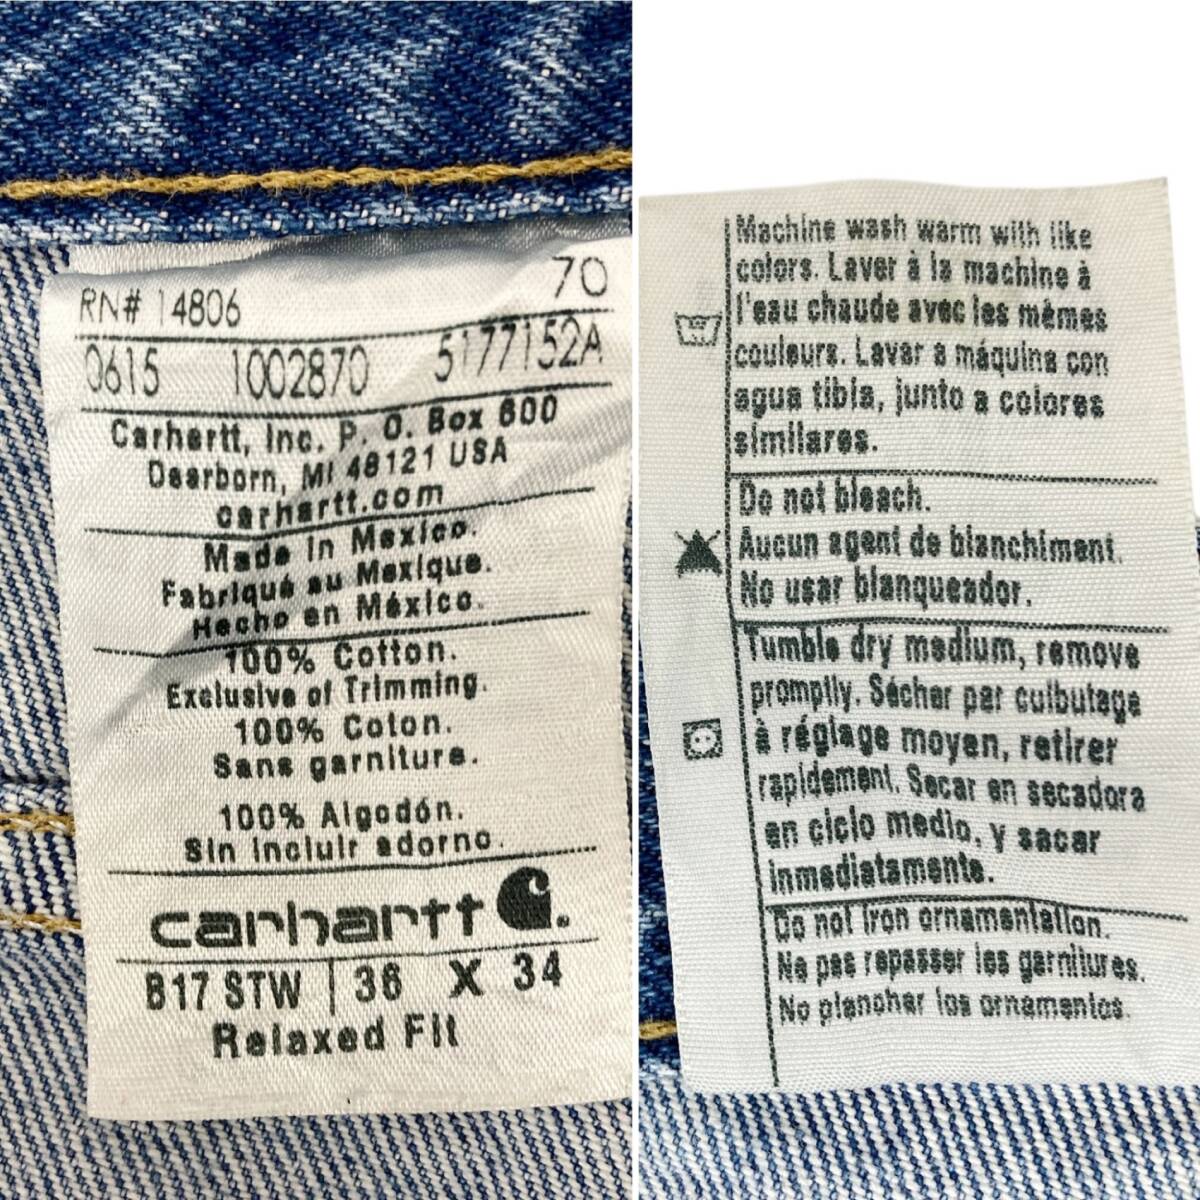 70
RN# 14806
0615 1002870 5177152A
Carhartt, Inc. P. O. Box 600
Dearborn, MI 48121 USA
carhartt.com
Made in Mexico.
Fabriqué au Mexique.
Hecho en México.
100% Cotton.
Exclusive of Trimming.
100% Coton.
Sans garniture.
100% Algodón.
Sin incluir adorno.
carhartt
B17 STW 36 X 34
Relaxed Fit
Machine wash warm with like
colors. Laver à la machine à
l'eau chaude avec les mêmes
couleurs. Lavar a máquina con
agua tibia, junto a colores
similares.
Do not bleach.
Aucun agent de blanchiment.
No usar blanqueador.
Tumble dry medium, remove
promptly. Sécher par culbutage
à réglage moyen, retirer
rapidement. Secar en secadora
en ciclo medio, y sacar
inmediatamente.
Do not iron ornamentation.
Ne pas repasser les garnitures.
No planchar los ornamentos.